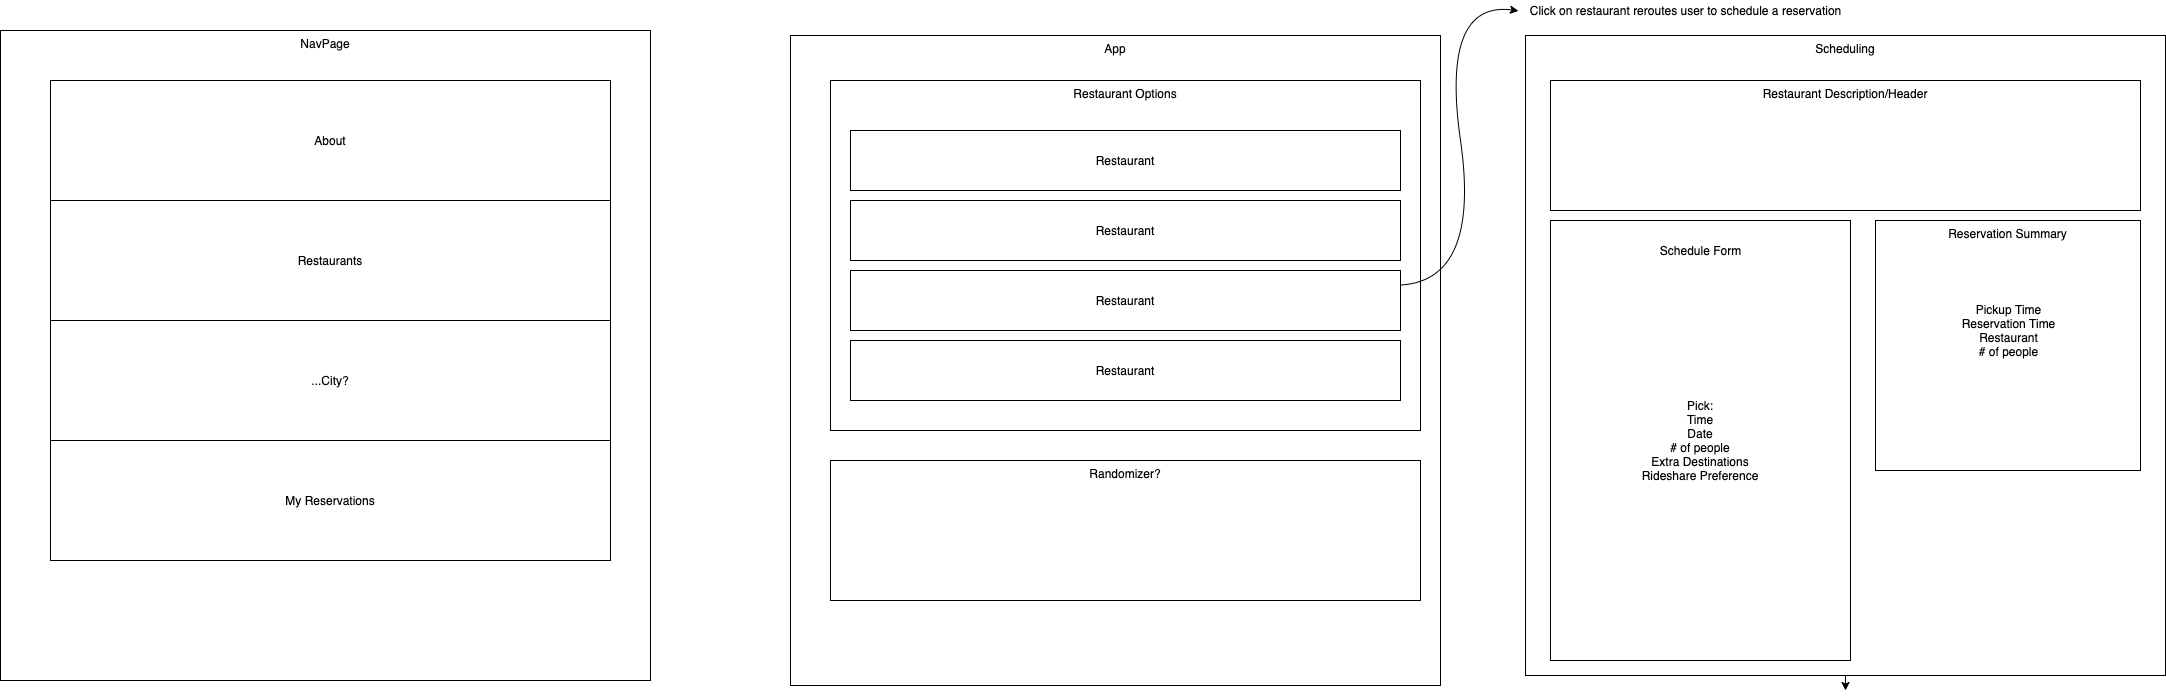 NavPage
About
Restaurants
...City?
My Reservations
App
Restaurant Options
Restaurant
Restaurant
Restaurant
Restaurant
Randomizer?
Click on restaurant reroutes user to schedule a reservation
Scheduling
Restaurant Description/Header
Schedule Form
Pick:
Time
Date
# of people
Extra Destinations
Rideshare Preference
Reservation Summary
Pickup Time
Reservation Time
Restaurant
# of people